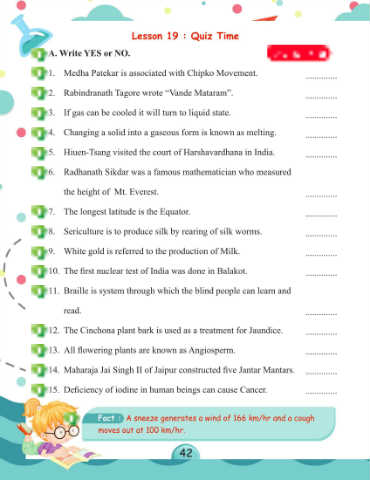 Lesson 19 : Quiz Time
A. Write YES or NO.
1. Medha Patekar is associated with Chipko Movement. ..............
2. Rabindranath Tagore wrote “Vande Mataram”. ..............
3. If gas can be cooled it will turn to liquid state. ..............
4. Changing a solid into a gaseous form is known as melting. ..............
5. Hiuen-Tsang visited the court of Harshavardhana in India. ..............
6. Radhanath Sikdar was a famous mathematician who measured
the height of Mt. Everest. ..............
7. The longest latitude is the Equator. ..............
8. Sericulture is to produce silk by rearing of silk worms. ..............
9. White gold is referred to the production of Milk. ..............
10. The first nuclear test of India was done in Balakot. ..............
11. Braille is system through which the blind people can learn and
read. ..............
12. The Cinchona plant bark is used as a treatment for Jaundice. ..............
13. All flowering plants are known as Angiosperm. ..............
14. Maharaja Jai Singh II of Jaipur constructed five Jantar Mantars. ..............
15. Deficiency of iodine in human beings can cause Cancer. ..............
Fact : A sneeze generates a wind of 166 km/hr and a cough
moves out at 100 km/hr.
42